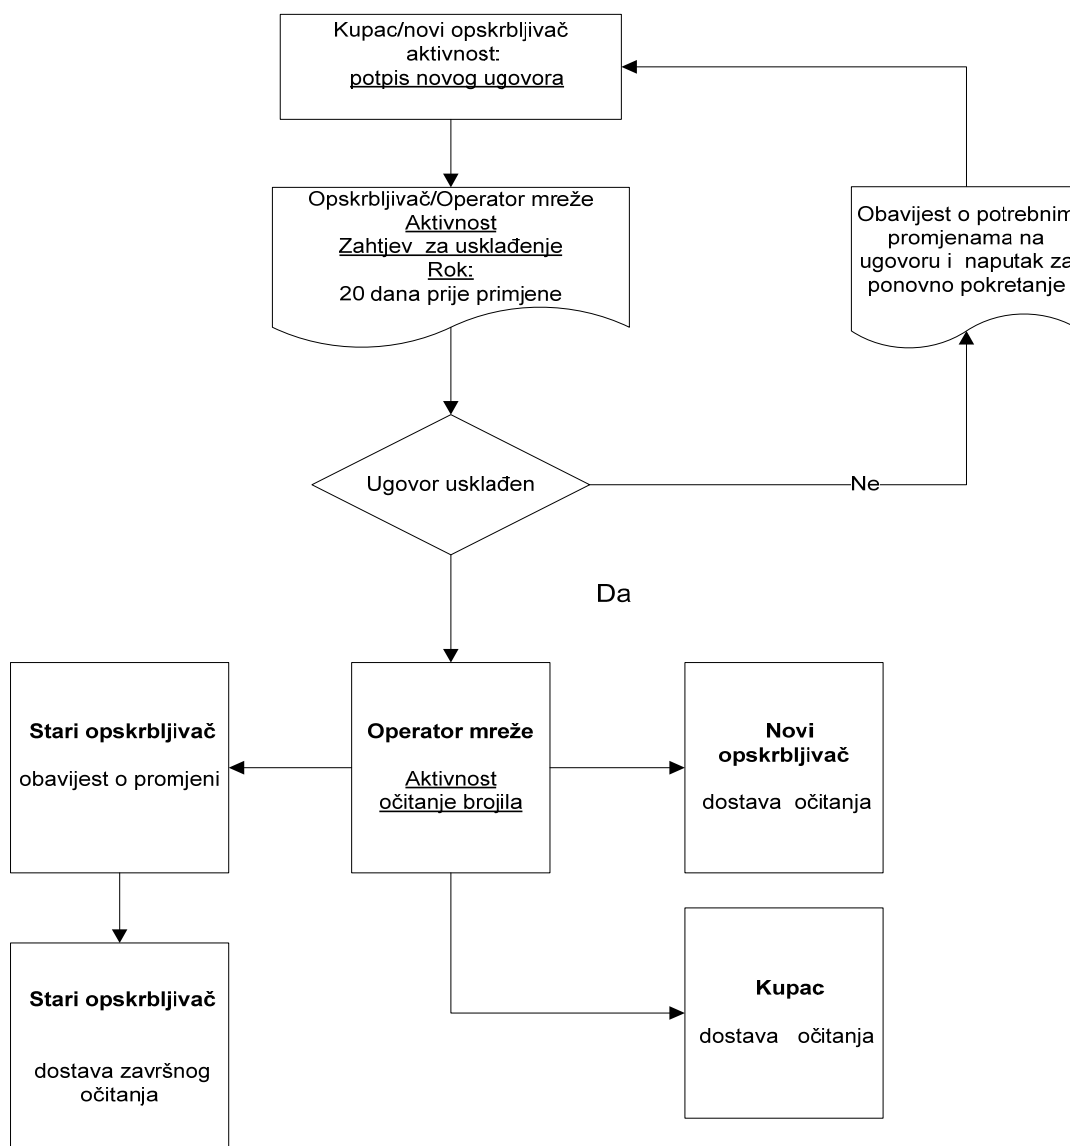 Kupac/novi opskrbljivač
aktivnost:
potpis novog ugovora
Opskrbljivač/Operator mreže
Aktivnost
Zahtjev za usklađenje
Rok:
20 dana prije primjene
Obavijest o potrebnim
promjenama na
ugovoru i naputak za
ponovno pokretanje
Ugovor usklađen
Ne
Da
Stari opskrbljivač
obavijest o promjeni
Operator mreže
Aktivnost
očitanje brojila
Novi
opskrbljivač
dostava očitanja
Stari opskrbljivač
dostava završnog
očitanja
Kupac
dostava očitanja